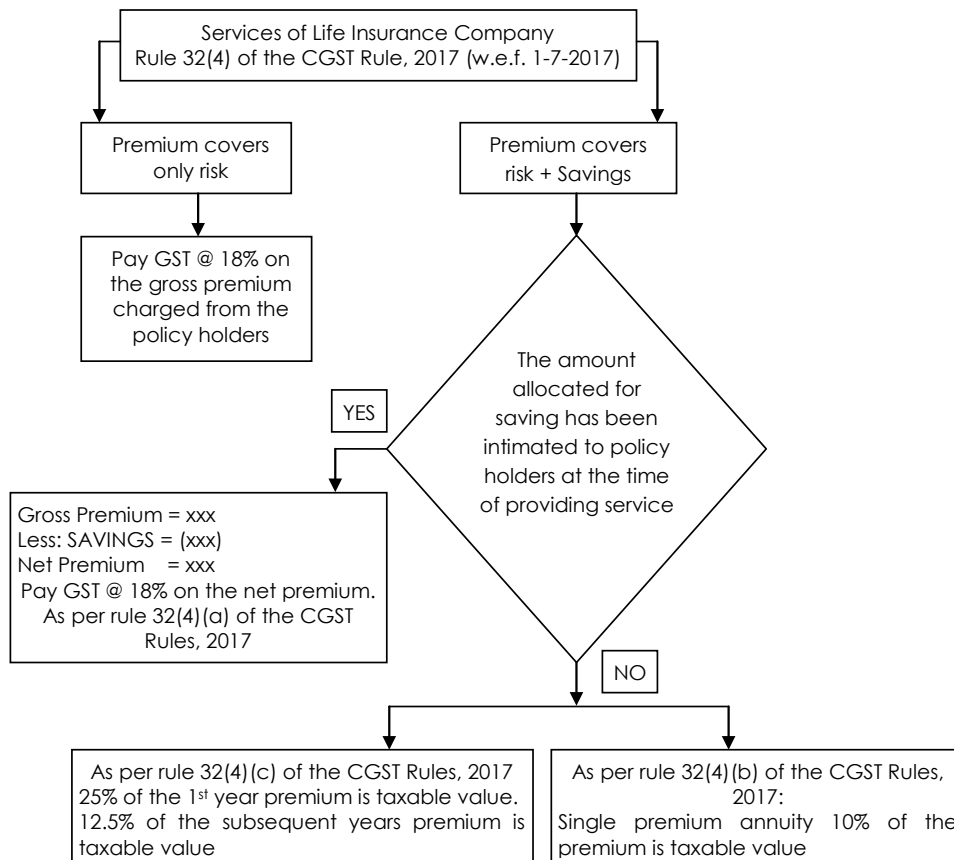 Services of Life Insurance Company
Rule 32(4) of the CGST Rule, 2017 (w.e.f. 1-7-2017)
Premium covers
only risk
Premium covers
risk + Savings
Pay GST @ 18% on
the gross premium
charged from the
policy holders
The amount
allocated for
saving has been
intimated to policy
holders at the time
of providing service
YES
Gross Premium = xxx
Less: SAVINGS = (xxx)
Net Premium = xxx
Pay GST @ 18% on the net premium.
As per rule 32(4)(a) of the CGST
Rules, 2017
NO
As per rule 32(4)(c) of the CGST Rules, 2017
25% of the 1st year premium is taxable value.
12.5% of the subsequent years premium is
taxable value
As per rule 32(4)(b) of the CGST Rules,
2017:
Single premium annuity 10% of the
premium is taxable value